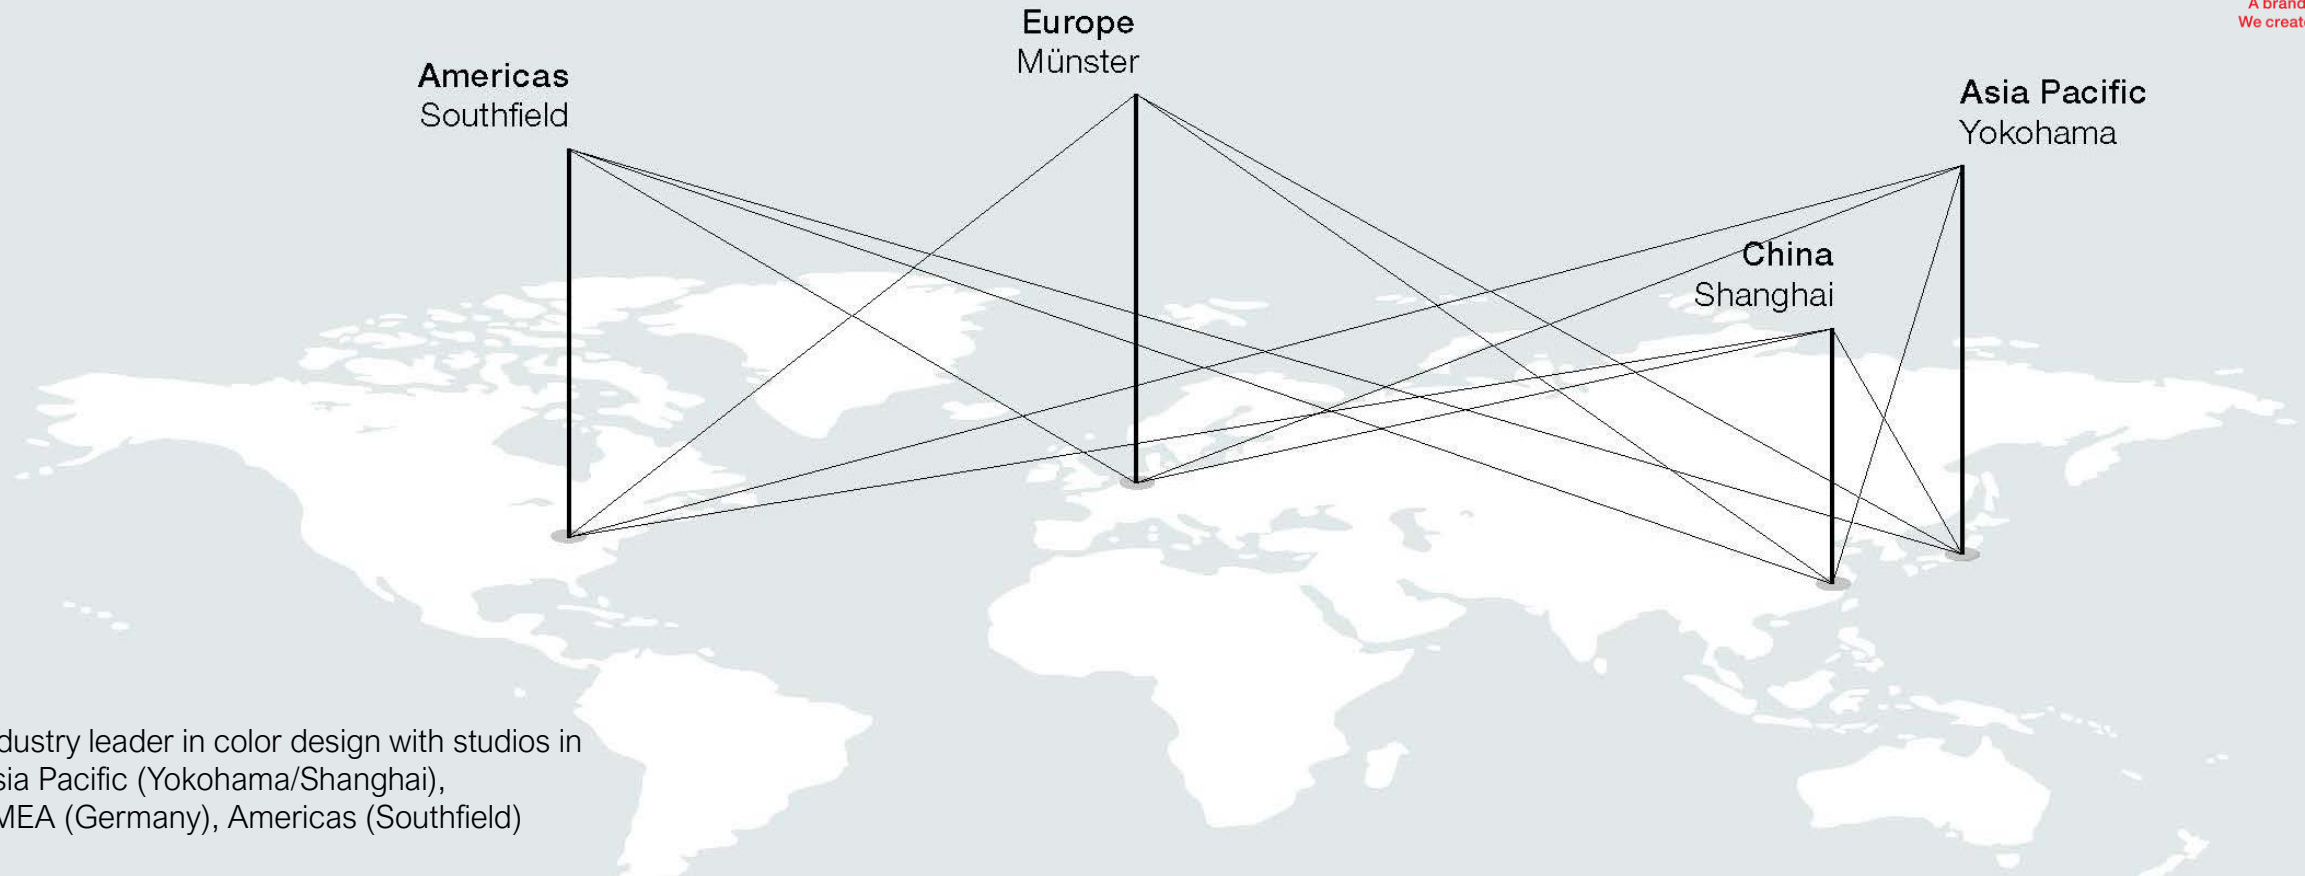 A brand
We create
Europe
Münster
Americas
Southfield
Asia Pacific
Yokohama
China
Shanghai
dustry leader in color design with studios in
sia Pacific (Yokohama/Shanghai),
MEA (Germany), Americas (Southfield)